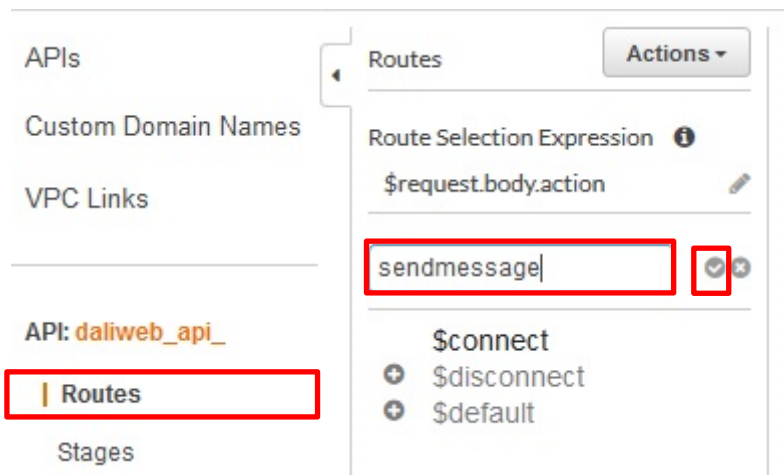 APIs
Custom Domain Names
VPC Links
API: daliweb_api_
Routes
Stages
Routes
Actions
Route Selection Expression
$request.body.action
sendmessage
$connect
$disconnect
$default